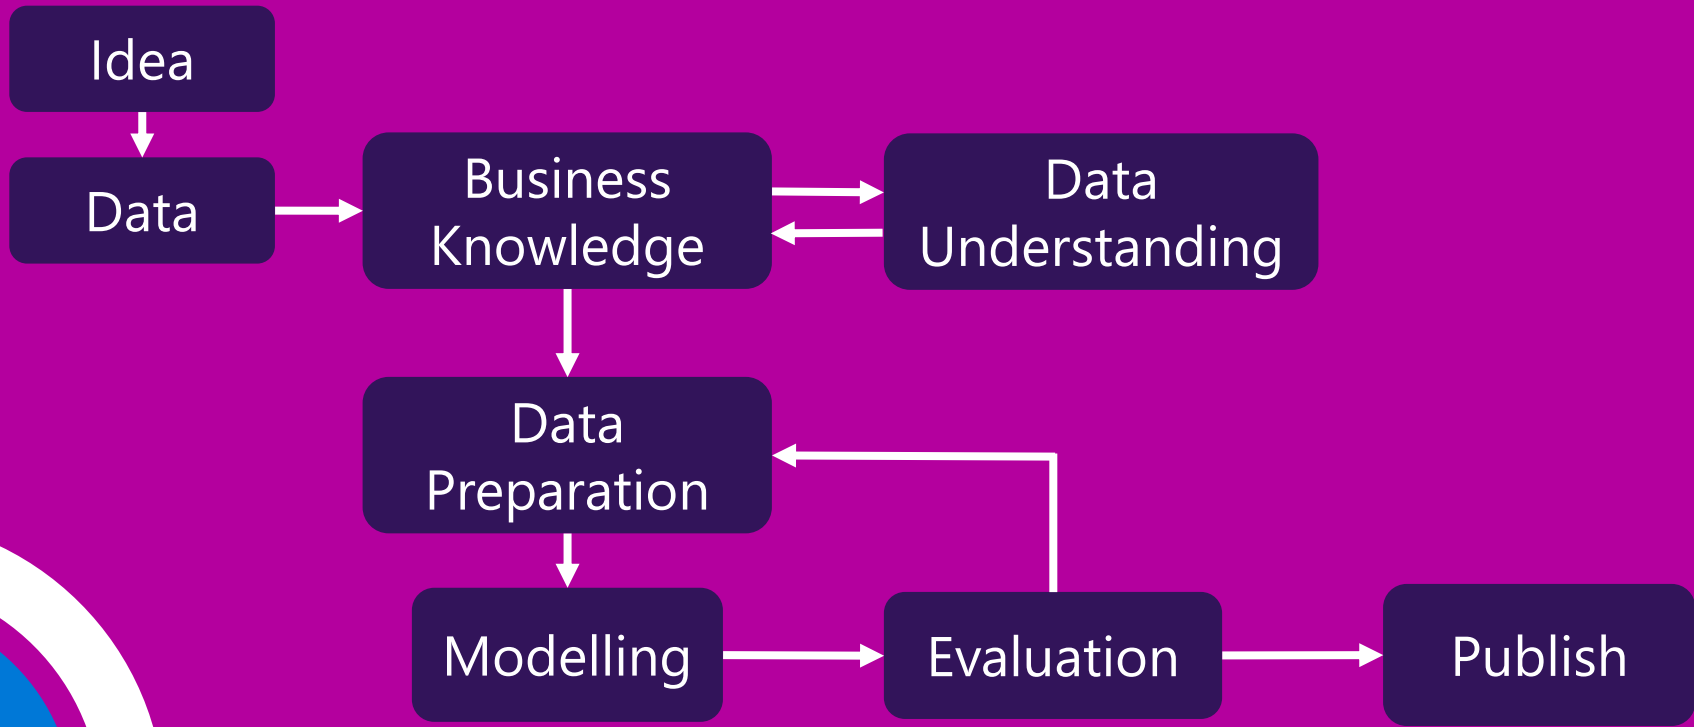 Idea
Data
Business
Knowledge
Data
Understanding
Data
Preparation
Modelling
Evaluation
Publish